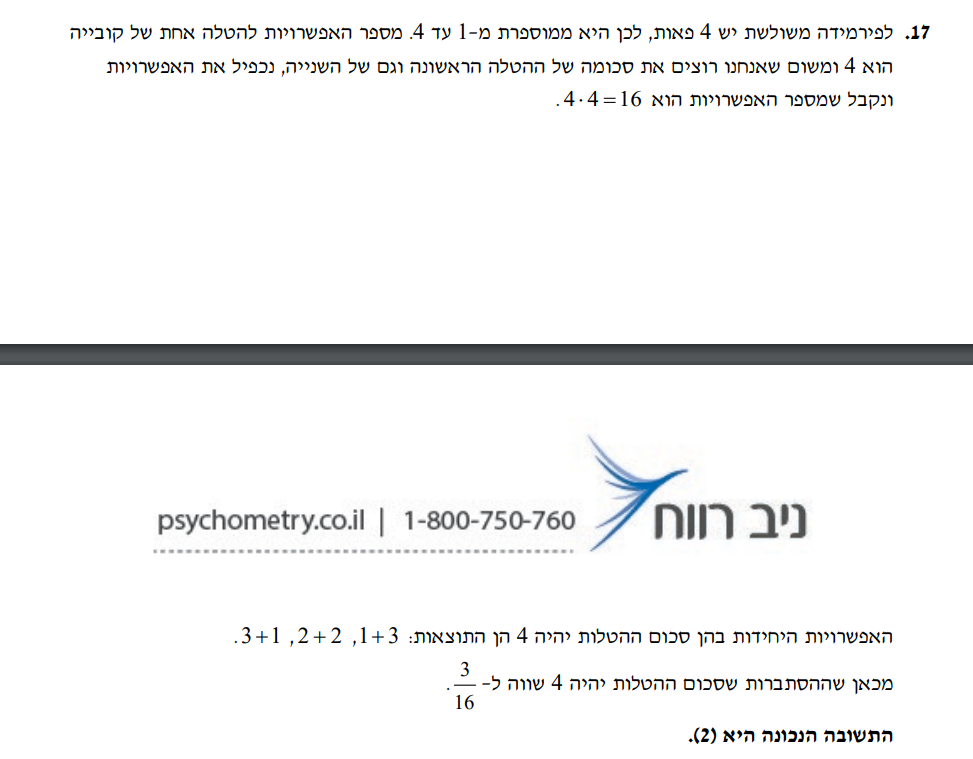 17. לפירמידה משולשת יש 4 פאות, לכן היא ממוספרת מ-1 עד 4. מספר האפשרויות להטלה אחת של קובייה
הוא 4 ומשום שאנחנו רוצים את סכומה של ההטלה הראשונה וגם של השנייה, נכפיל את האפשרויות
ונקבל שמספר האפשרויות הוא 4·4=16.
ניב רווח
psychometry.co.il | 1-800-750-760
האפשרויות היחידות בהן סכום ההטלות יהיה 4 הן התוצאות: 1+3, 2+2, 3+1.
מכאן שההסתברות שסכום ההטלות יהיה 4 שווה ל- 3/16.
התשובה הנכונה היא (2).